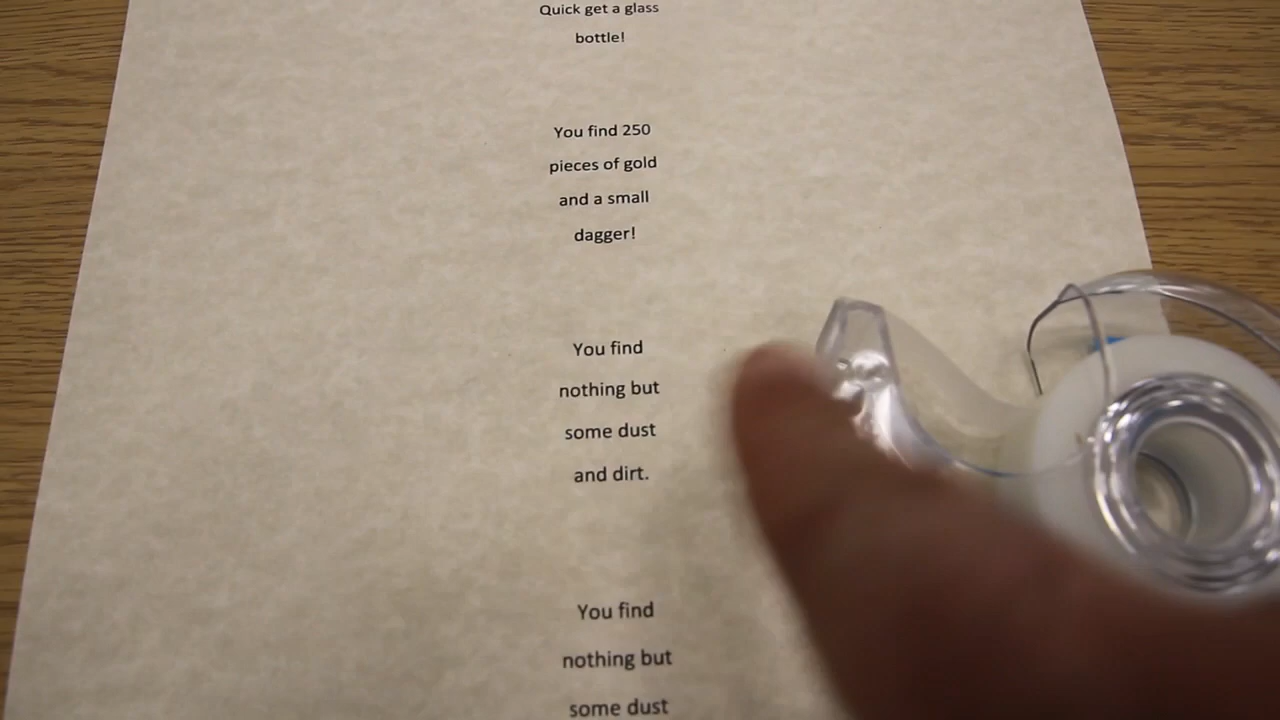 Quick get a glass
bottle!
You find 250
pieces of gold
and a small
dagger!
You find
nothing but
some dust
and dirt.
You find
nothing but
some dust